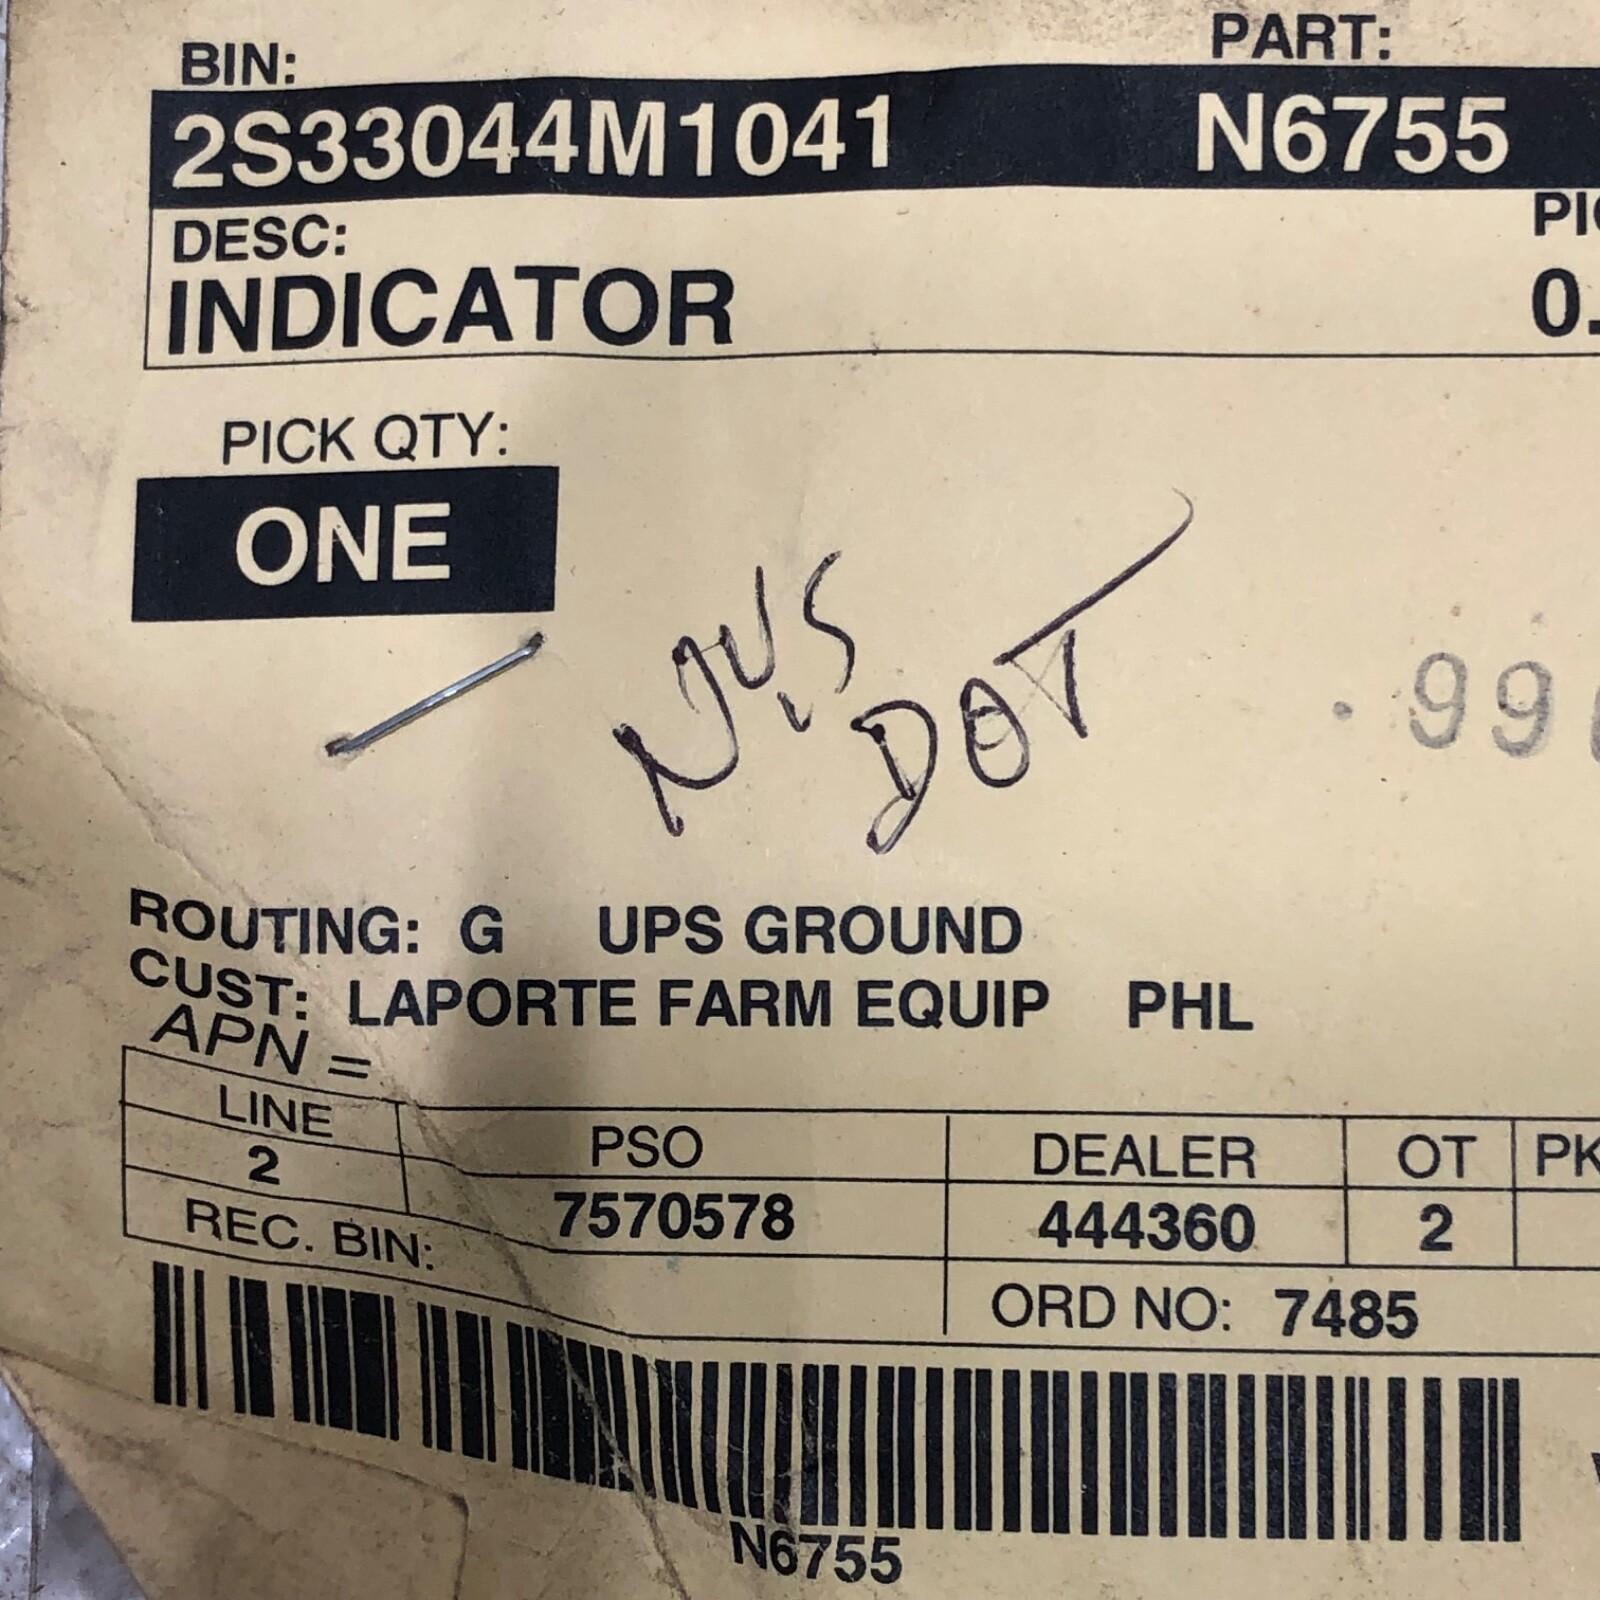 BIN: PART:
2S33044M1041 N6755
DESC:
INDICATOR
PICK QTY:
ONE
DOT
ROUTING: G UPS GROUND
CUST: LAPORTE FARM EQUIP PHL
APN =
LINE PSO DEALER OT
2 7570578 444360 2
REC. BIN:
ORD NO: 7485
N6755